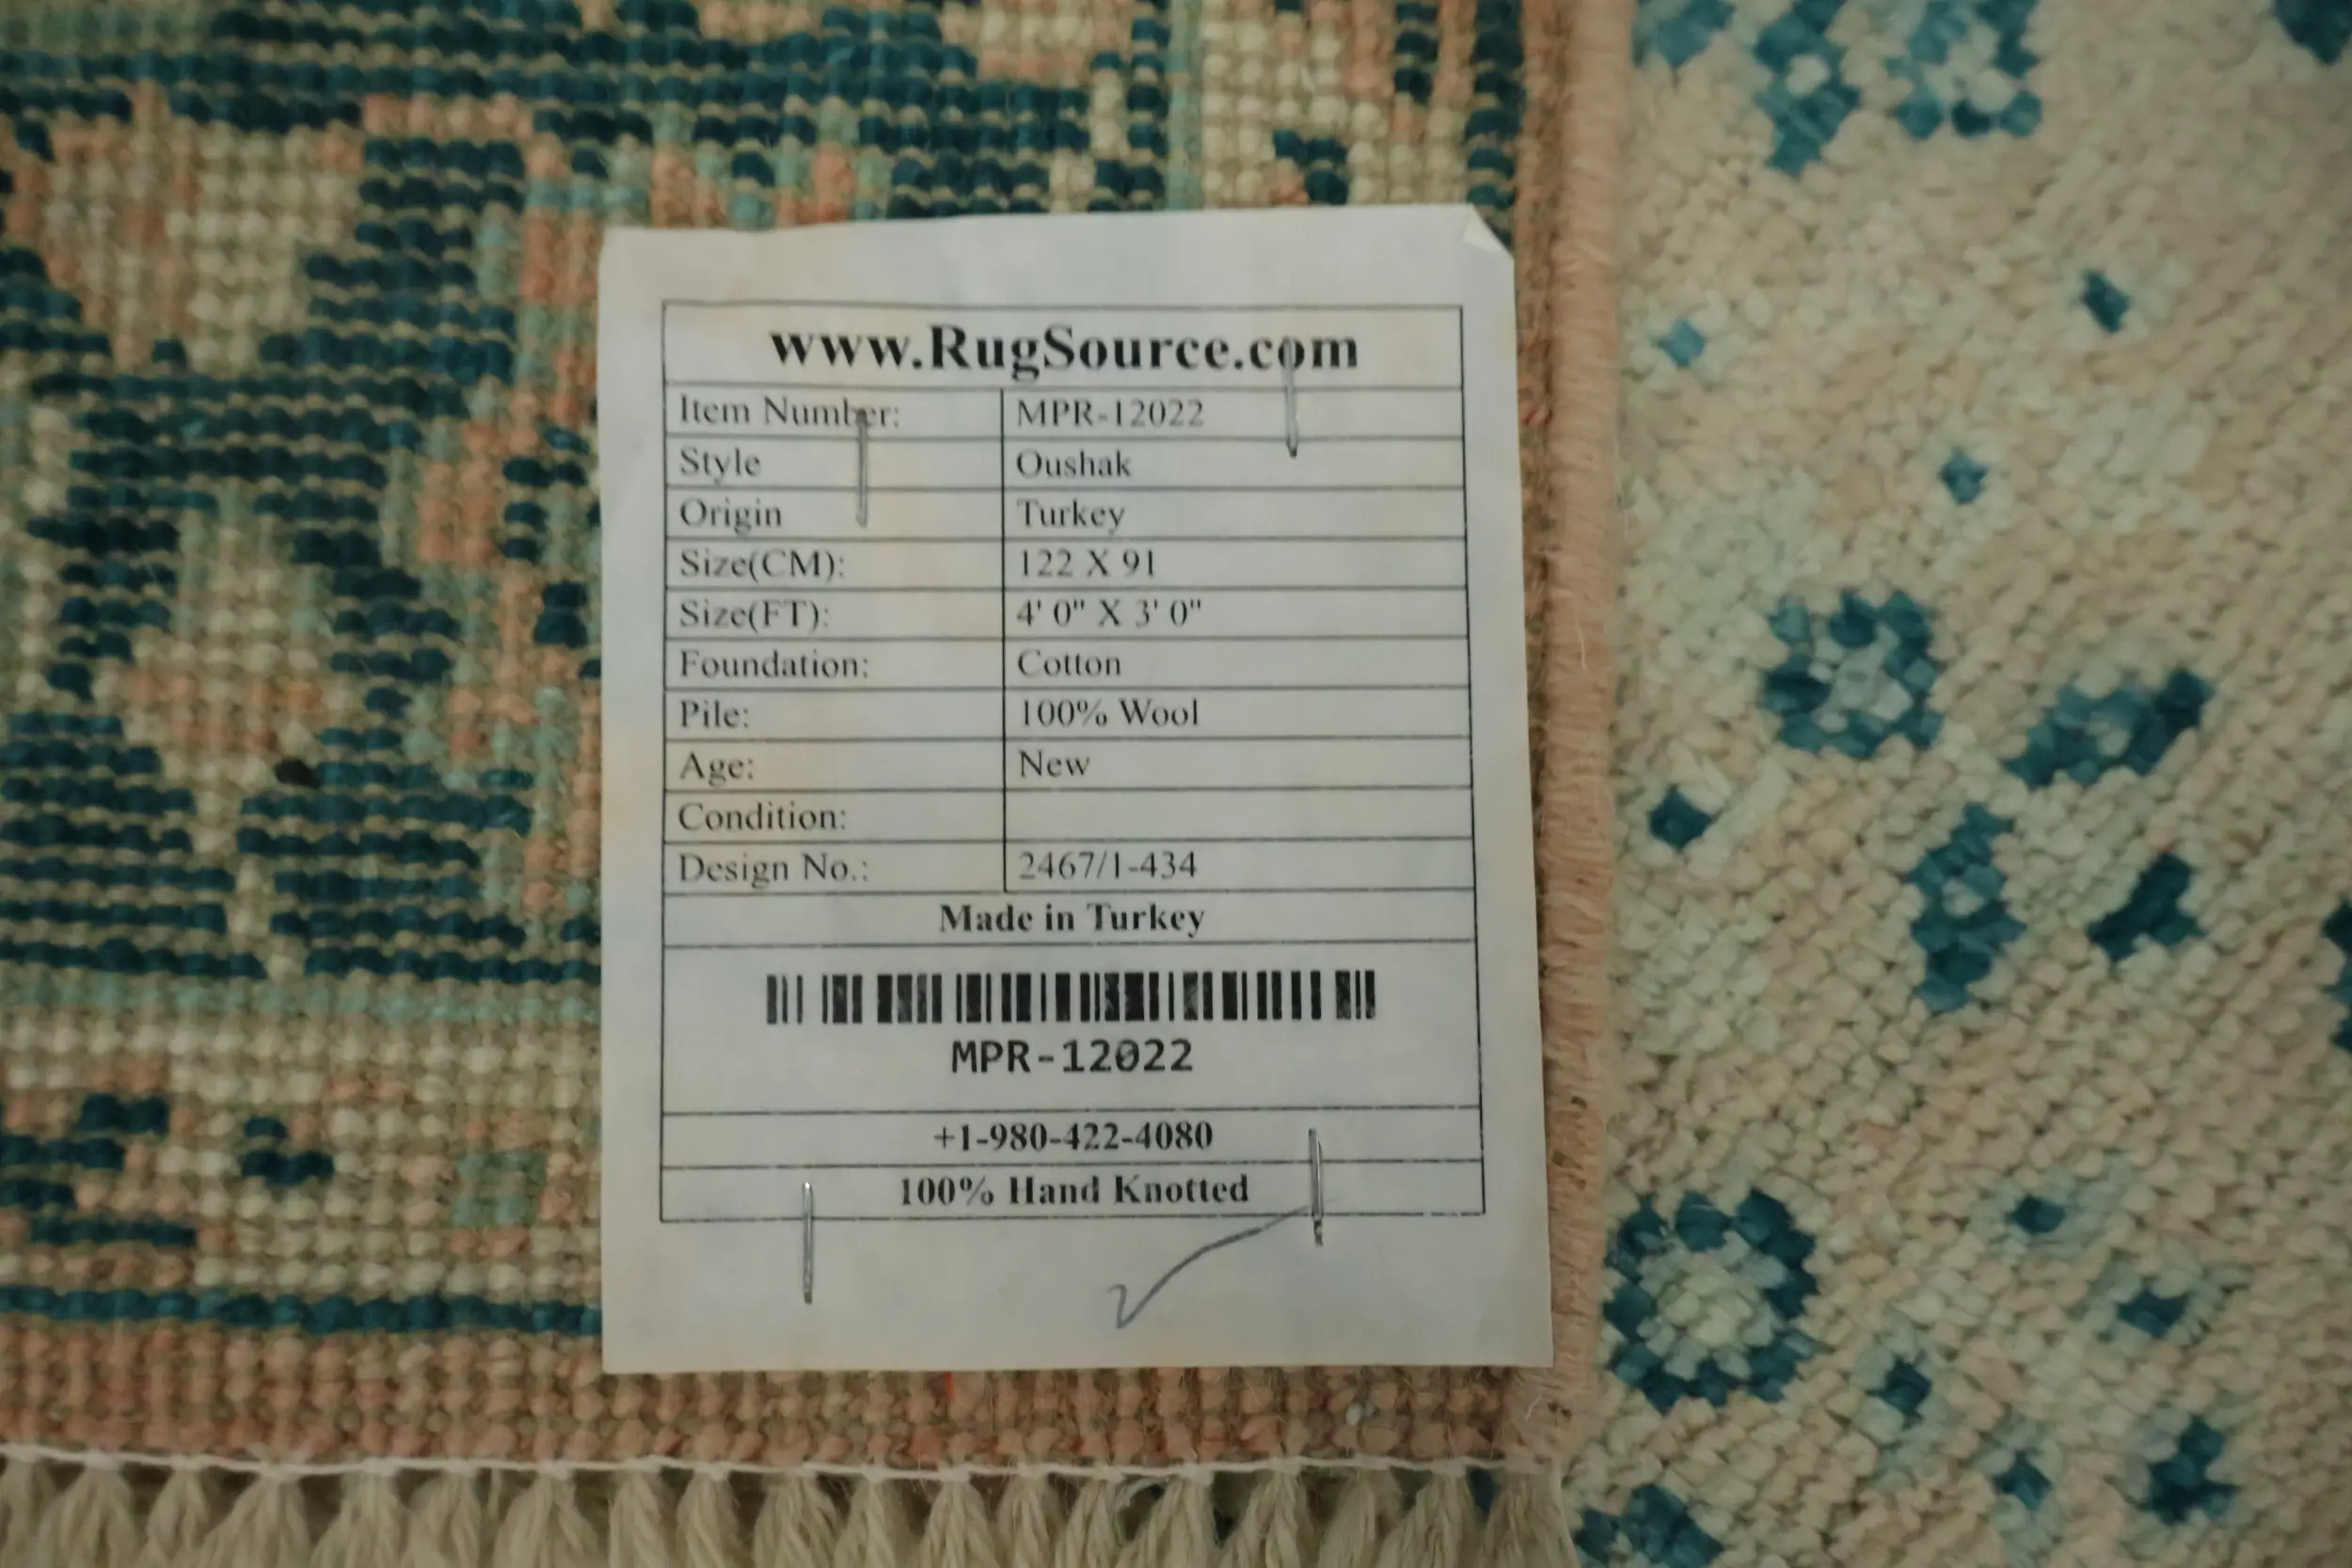 www.RugSource.com
Item Number: MPR-12022
Style Oushak
Origin Turkey
Size(CM): 122 X 91
Size(FT): 4' 0" X 3' 0"
Foundation: Cotton
Pile: 100% Wool
Age: New
Condition:
Design No.: 2467/1-434
Made in Turkey
MPR-12022
+1-980-422-4080
100% Hand Knotted